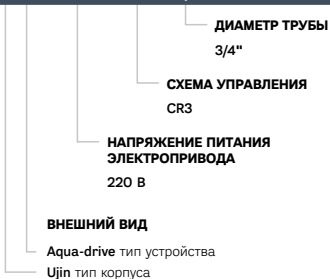 ДИАМЕТР ТРУБЫ
3/4"
СХЕМА УПРАВЛЕНИЯ
CR3
НАПРЯЖЕНИЕ ПИТАНИЯ
ЭЛЕКТРОПРИВОДА
220 В
ВНЕШНИЙ ВИД
Aqua-drive тип устройства
Ujin тип корпуса